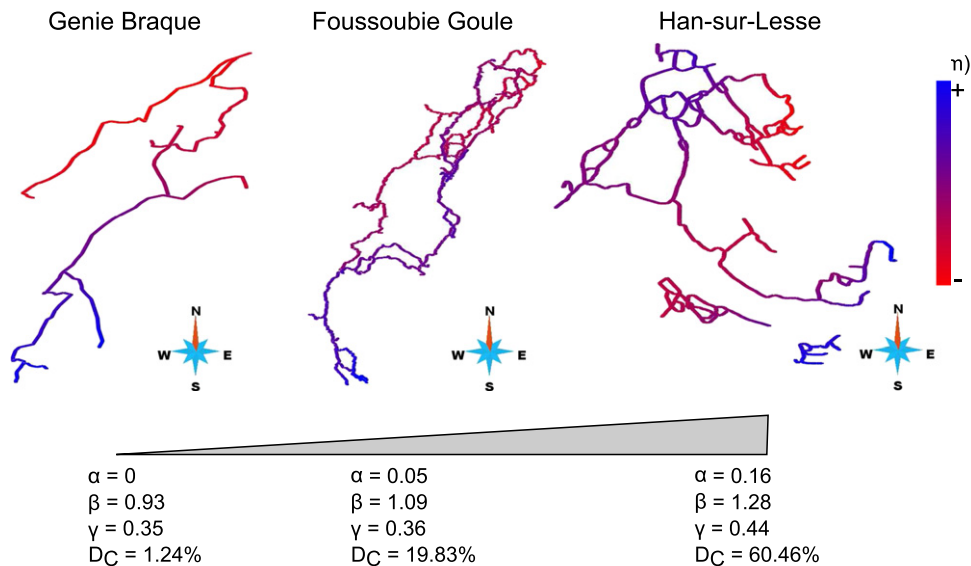 Genie Braque
Foussoubie Goule
Han-sur-Lesse
n)
+
-
N
W E
S
N
W E
S
N
W E
S
α = 0
β = 0.93
γ = 0.35
DC = 1.24%
α = 0.05
β = 1.09
γ = 0.36
DC = 19.83%
α = 0.16
β = 1.28
γ = 0.44
DC = 60.46%